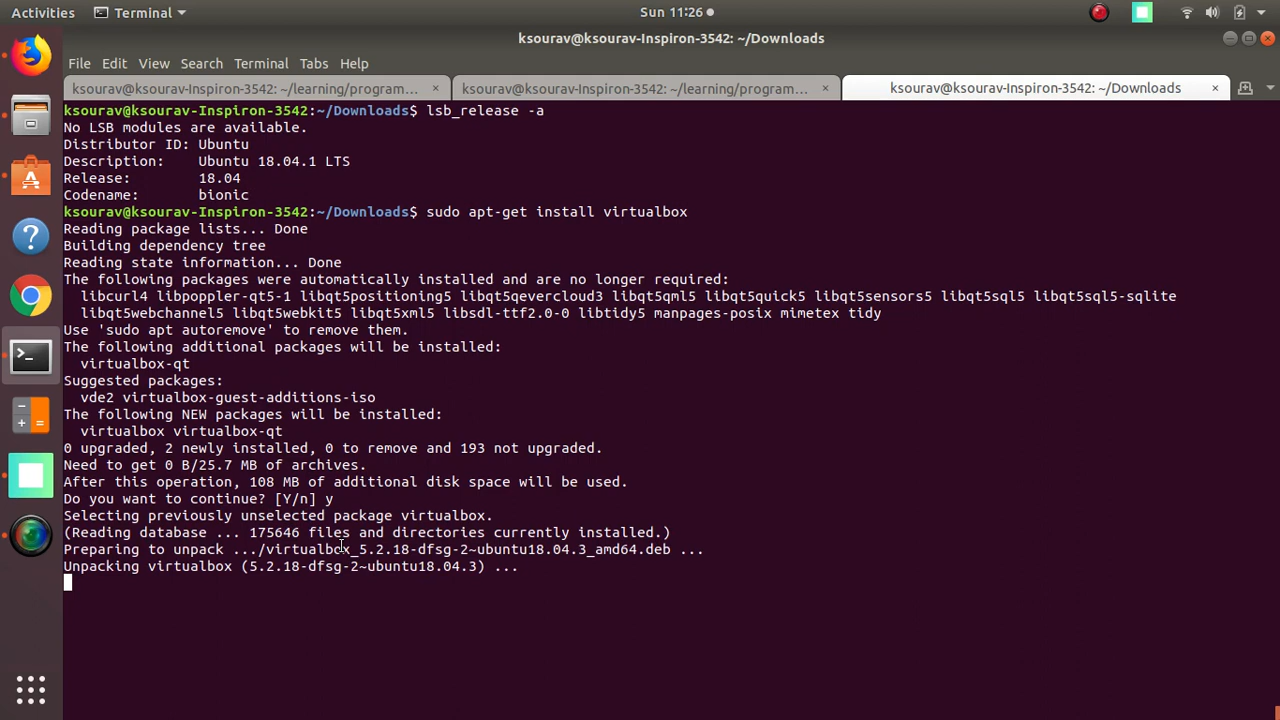 Activities
Terminal
Sun 11:26
ksourav@ksourav-Inspiron-3542: ~/Downloads
File Edit View Search Terminal Tabs Help
ksourav@ksourav-Inspiron-3542: ~/learning/program... × ksourav@ksourav-Inspiron-3542: ~/learning/program... × ksourav@ksourav-Inspiron-3542: ~/Downloads ×
ksourav@ksourav-Inspiron-3542:~/Downloads$ lsb_release -a
No LSB modules are available.
Distributor ID: Ubuntu
Description:    Ubuntu 18.04.1 LTS
Release:        18.04
Codename:       bionic
ksourav@ksourav-Inspiron-3542:~/Downloads$ sudo apt-get install virtualbox
Reading package lists... Done
Building dependency tree
Reading state information... Done
The following packages were automatically installed and are no longer required:
  libcurl4 libpoppler-qt5-1 libqt5positioning5 libqt5qevercloud3 libqt5qml5 libqt5quick5 libqt5sensors5 libqt5sql5 libqt5sql5-sqlite
  libqt5webchannel5 libqt5webkit5 libqt5xml5 libsdl-ttf2.0-0 libtidy5 manpages-posix mimetex tidy
Use 'sudo apt autoremove' to remove them.
The following additional packages will be installed:
  virtualbox-qt
Suggested packages:
  vde2 virtualbox-guest-additions-iso
The following NEW packages will be installed:
  virtualbox virtualbox-qt
0 upgraded, 2 newly installed, 0 to remove and 193 not upgraded.
Need to get 0 B/25.7 MB of archives.
After this operation, 108 MB of additional disk space will be used.
Do you want to continue? [Y/n] y
Selecting previously unselected package virtualbox.
(Reading database ... 175646 files and directories currently installed.)
Preparing to unpack .../virtualbox_5.2.18-dfsg-2~ubuntu18.04.3_amd64.deb ...
Unpacking virtualbox (5.2.18-dfsg-2~ubuntu18.04.3) ...